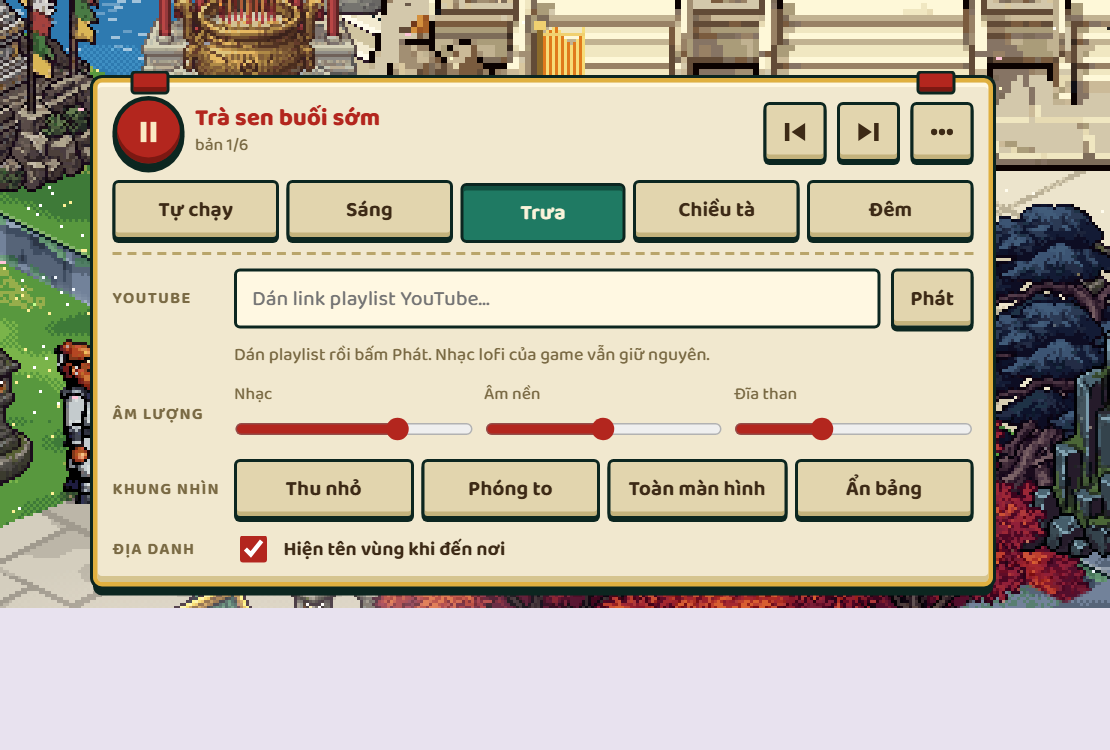 Trà sen buổi sớm
bản 1/6
Tự chạy
Sáng
Trưa
Chiều tà
Đêm
YOUTUBE
Dán link playlist YouTube...
Phát
Dán playlist rồi bấm Phát. Nhạc lofi của game vẫn giữ nguyên.
ÂM LƯỢNG
Nhạc
Âm nền
Đĩa than
KHUNG NHÌN
Thu nhỏ
Phóng to
Toàn màn hình
Ẩn bảng
ĐỊA DANH
Hiện tên vùng khi đến nơi